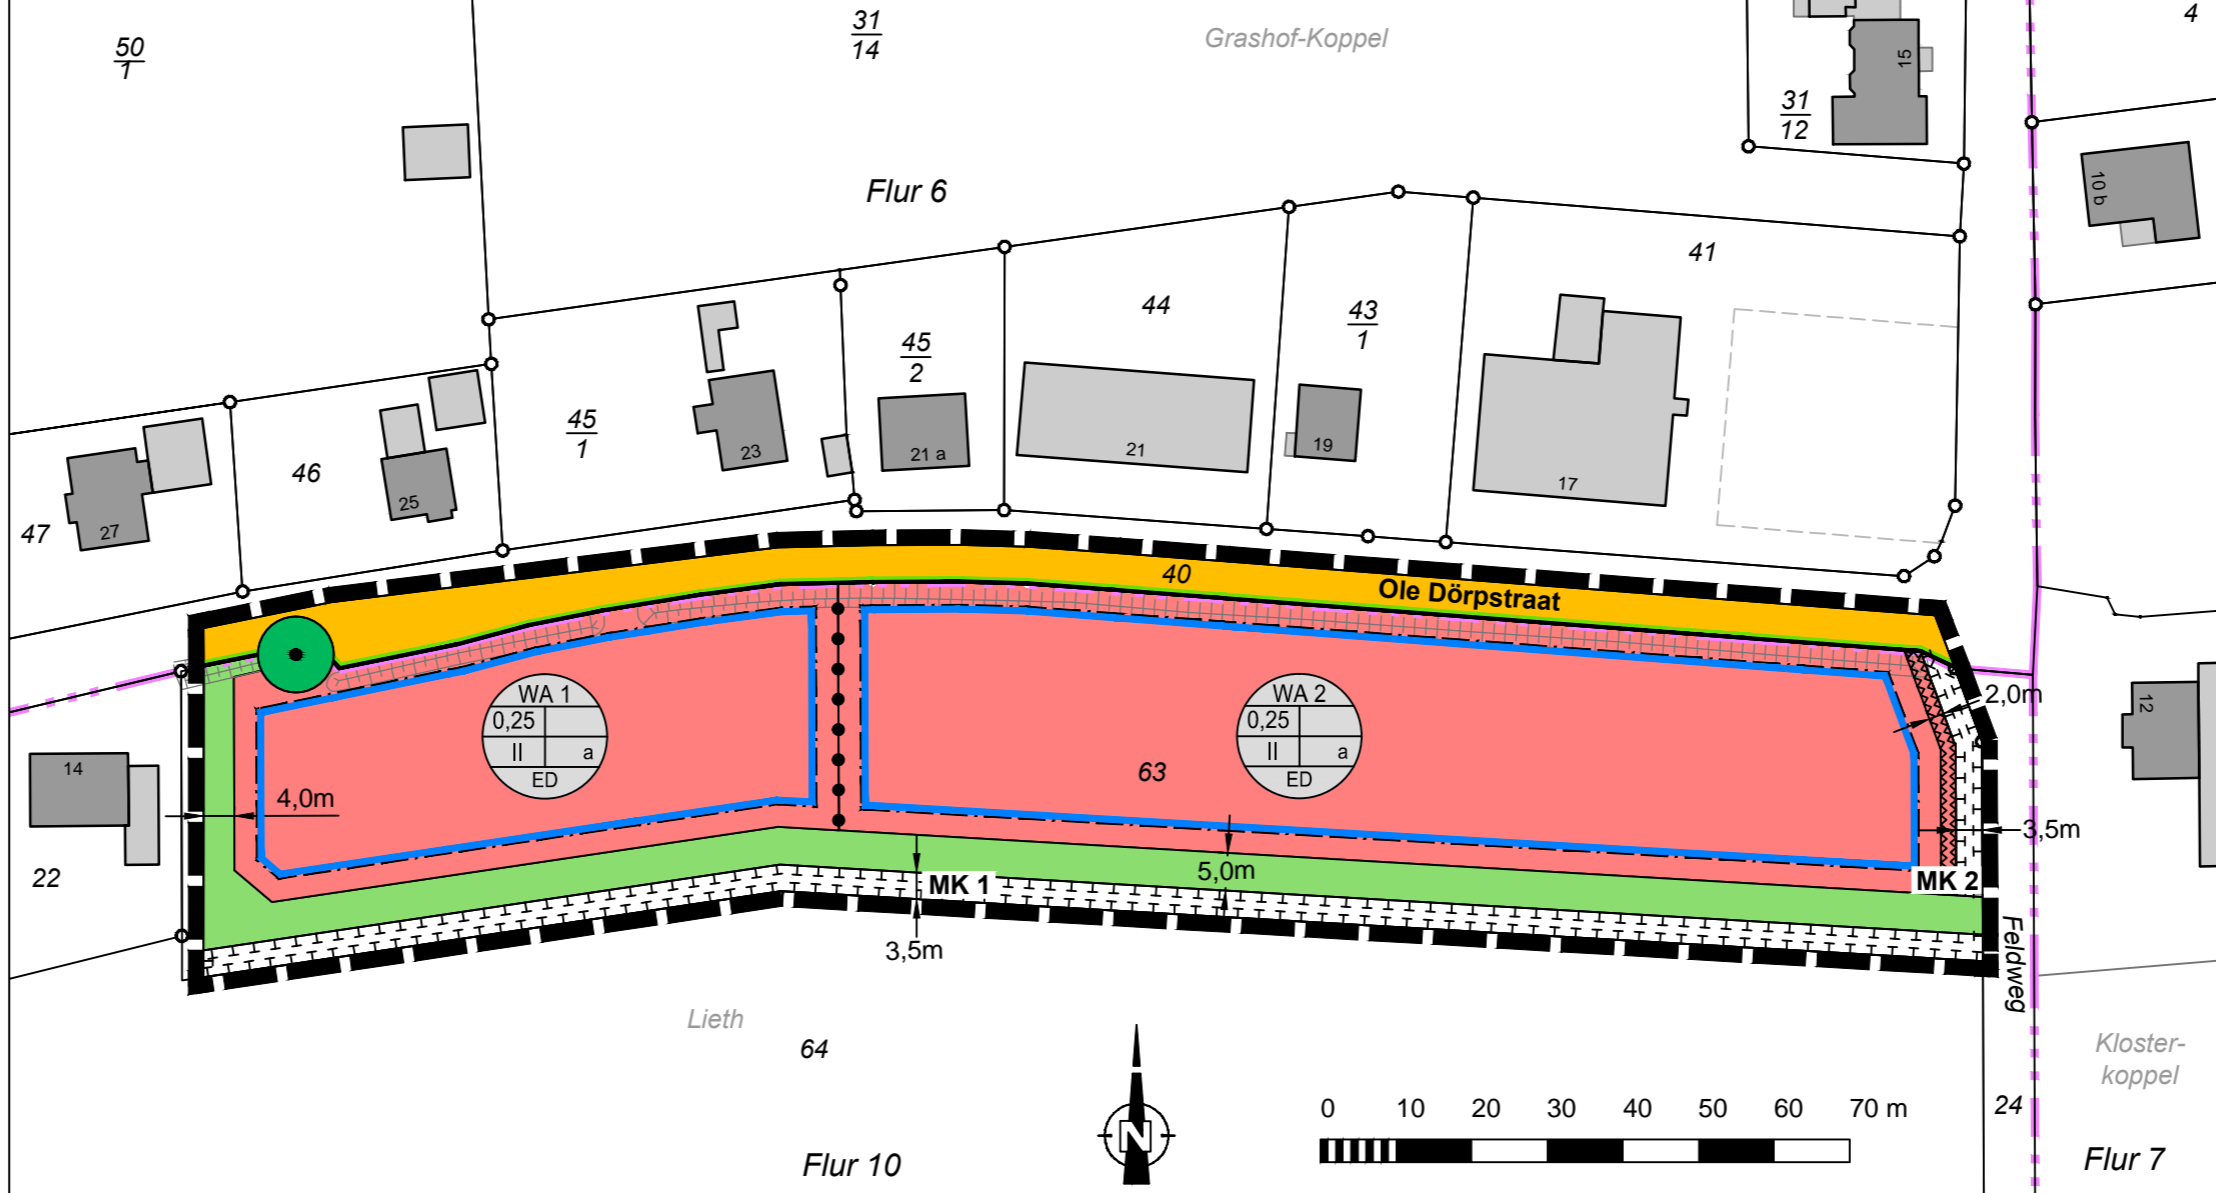 50
1
31
14
Grashof-Koppel
15
31
12
4
10 b
Flur 6
41
44
43
1
45
2
45
1
46
47
27
25
23
21 a
21
19
17
40
Ole Dörpstraat
WA 1
0,25
II a
ED
WA 2
0,25
II a
ED
63
2,0m
12
14
4,0m
3,5m
5,0m
MK 1
MK 2
22
3,5m
Feldweg
Lieth
64
Kloster-
koppel
N
0 10 20 30 40 50 60 70 m
24
Flur 10
Flur 7